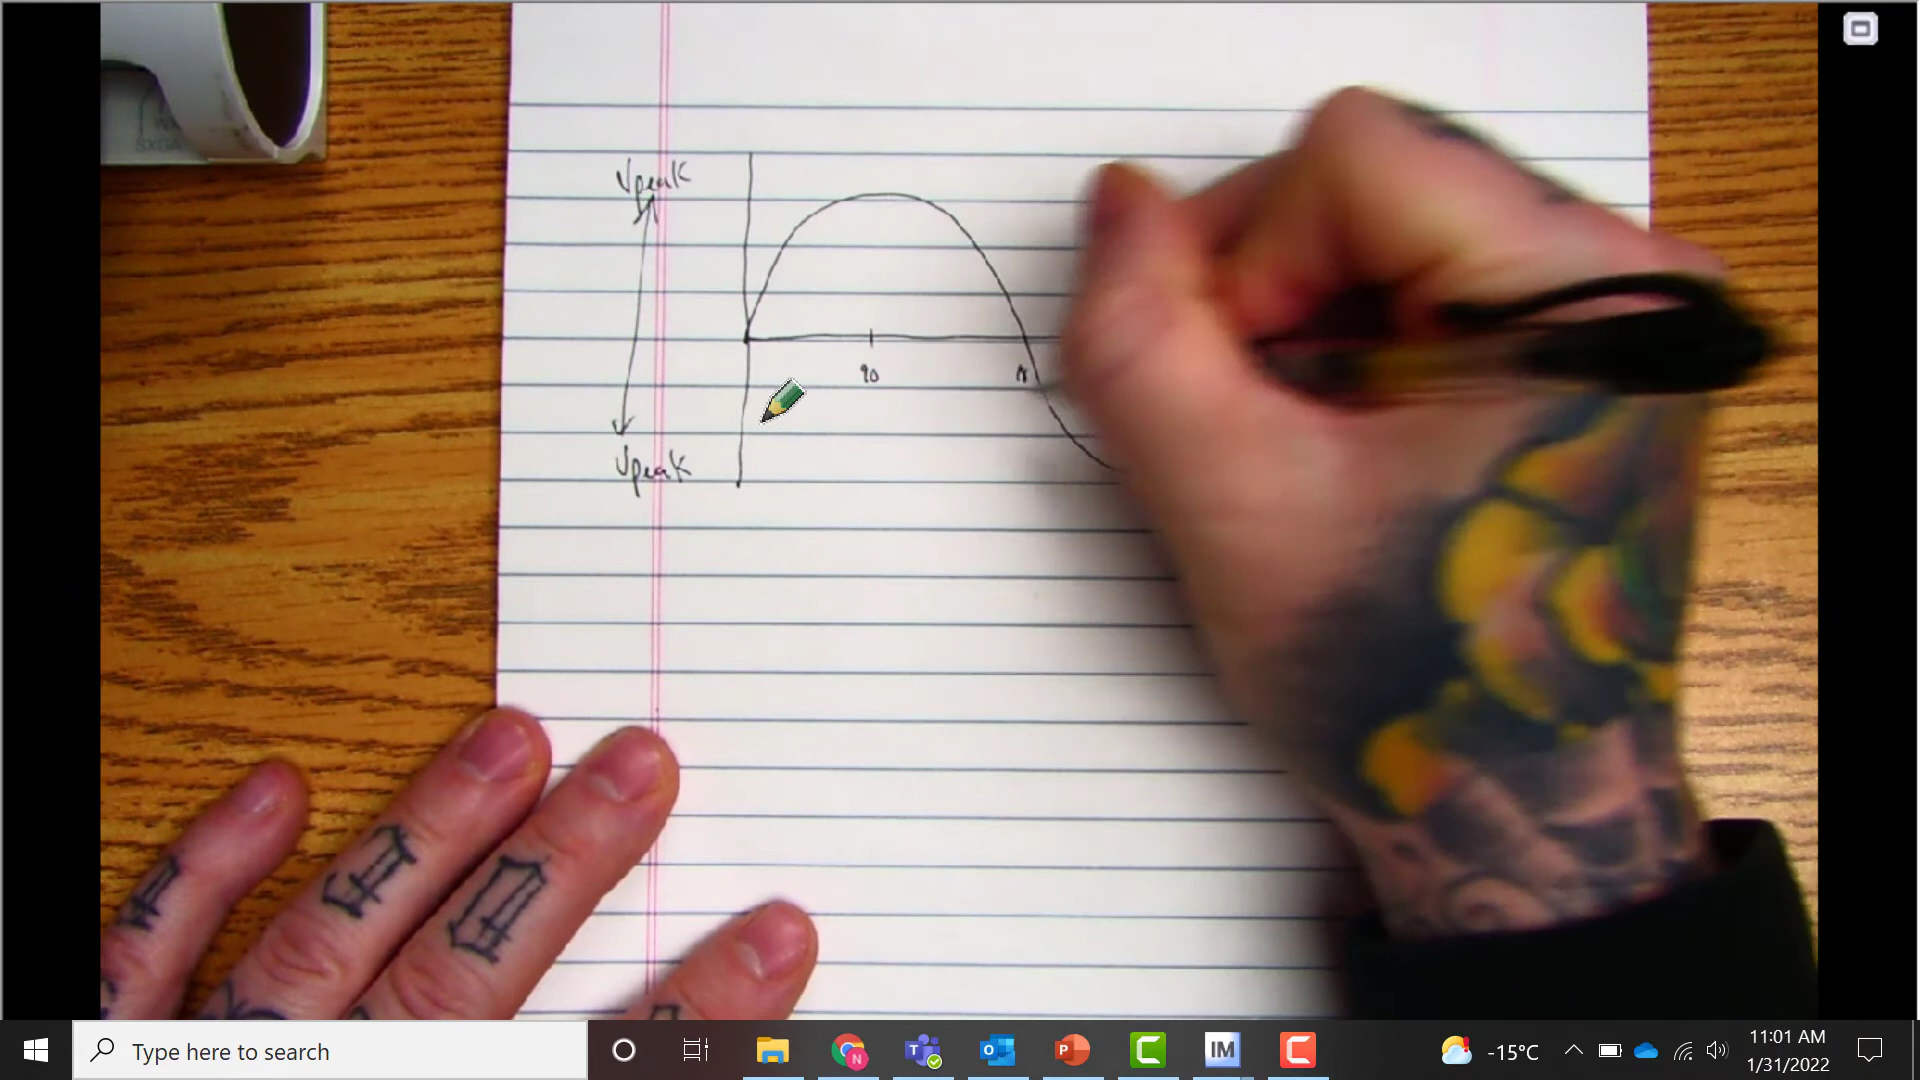 Vpeak
90
Vpeak
Type here to search
-15°C
11:01 AM
1/31/2022